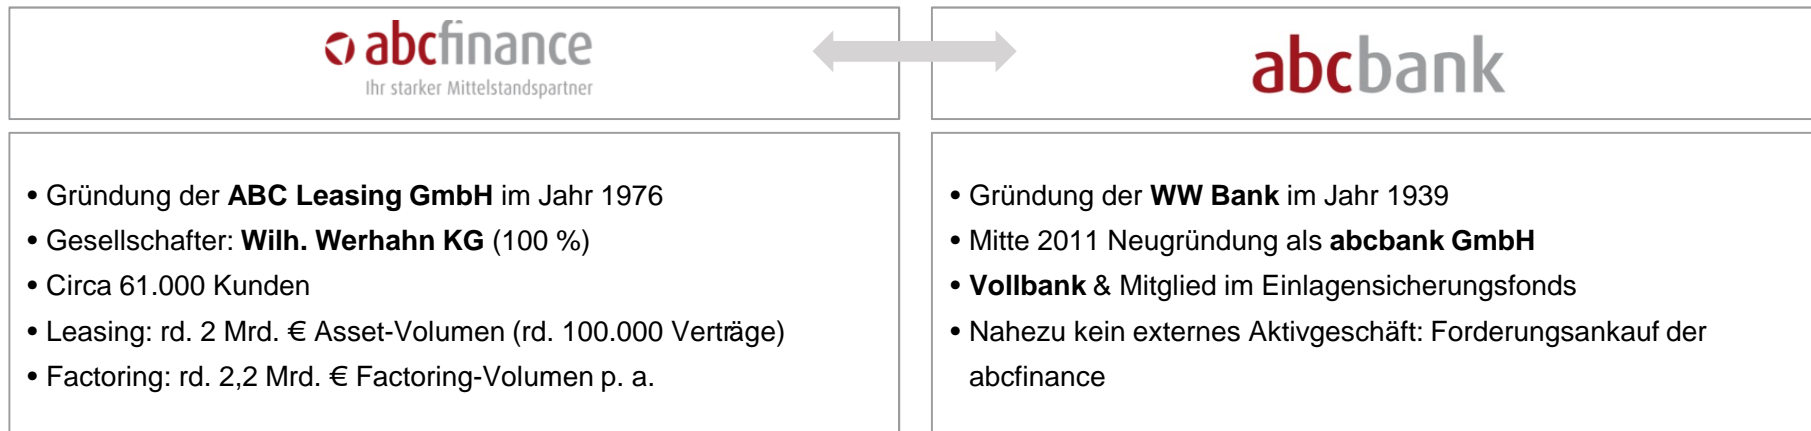 abcfinance
Ihr starker Mittelstandspartner
abcbank
• Gründung der ABC Leasing GmbH im Jahr 1976
• Gesellschafter: Wilh. Werhahn KG (100 %)
• Circa 61.000 Kunden
• Leasing: rd. 2 Mrd. € Asset-Volumen (rd. 100.000 Verträge)
• Factoring: rd. 2,2 Mrd. € Factoring-Volumen p. a.
• Gründung der WW Bank im Jahr 1939
• Mitte 2011 Neugründung als abcbank GmbH
• Vollbank & Mitglied im Einlagensicherungsfonds
• Nahezu kein externes Aktivgeschäft: Forderungsankauf der
abcfinance